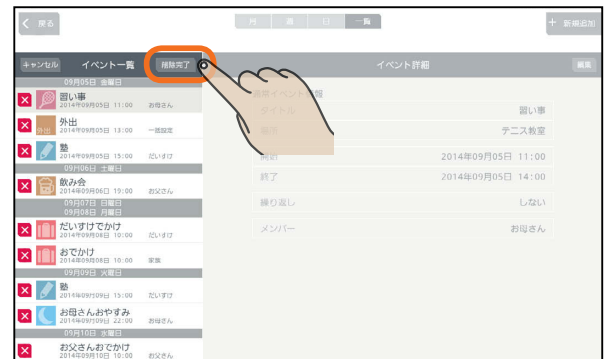 戻る
月 週 日 一覧
+ 新規追加
キャンセル イベント一覧 削除完了
イベント詳細 編集
09月05日 金曜日
習い事
2014年09月05日 11:00 お母さん
外出
外出
2014年09月05日 13:00 一括設定
塾
2014年09月05日 15:00 だいすけ
09月06日 土曜日
飲み会
2014年09月06日 19:00 お父さん
09月07日 日曜日
09月08日 月曜日
だいすけでかけ
2014年09月08日 10:00 だいすけ
おでかけ
2014年09月08日 16:00 家族
09月09日 火曜日
塾
2014年09月09日 15:00 だいすけ
お母さんおやすみ
2014年09月09日 22:00 お母さん
09月10日 水曜日
お父さんおでかけ
2014年09月10日 10:00 お父さん
イベント情報
タイトル 習い事
テニス教室
開始 2014年09月05日 11:00
終了 2014年09月05日 14:00
繰り返し しない
メンバー お母さん